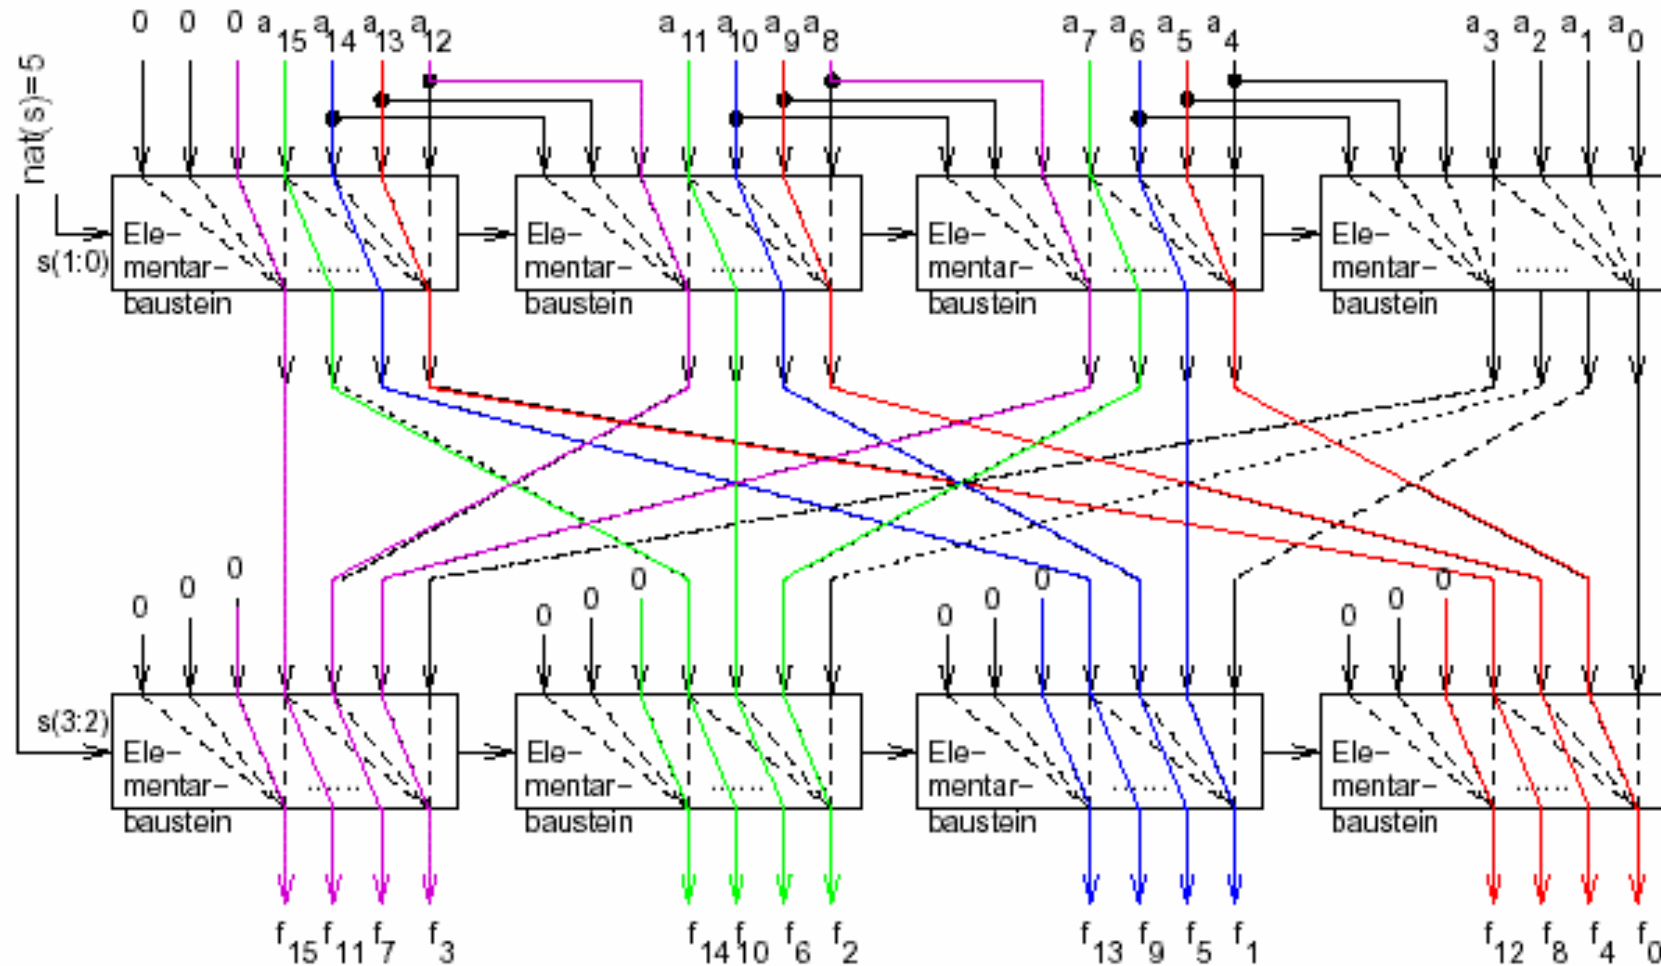 0 0 0 a15 a14 a13 a12 a11 a10 a9 a8 a7 a6 a5 a4 a3 a2 a1 a0
nat(s)=5
s(1:0)
Ele– Ele– Ele– Ele–
mentar– ...... mentar– ...... mentar– ...... mentar– ......
baustein baustein baustein baustein
0 0 0 0 0 0 0 0 0 0 0 0
s(3:2)
Ele– Ele– Ele– Ele–
mentar– ...... mentar– ...... mentar– ...... mentar– ......
baustein baustein baustein baustein
f15 f11 f7 f3 f14 f10 f6 f2 f13 f9 f5 f1 f12 f8 f4 f0